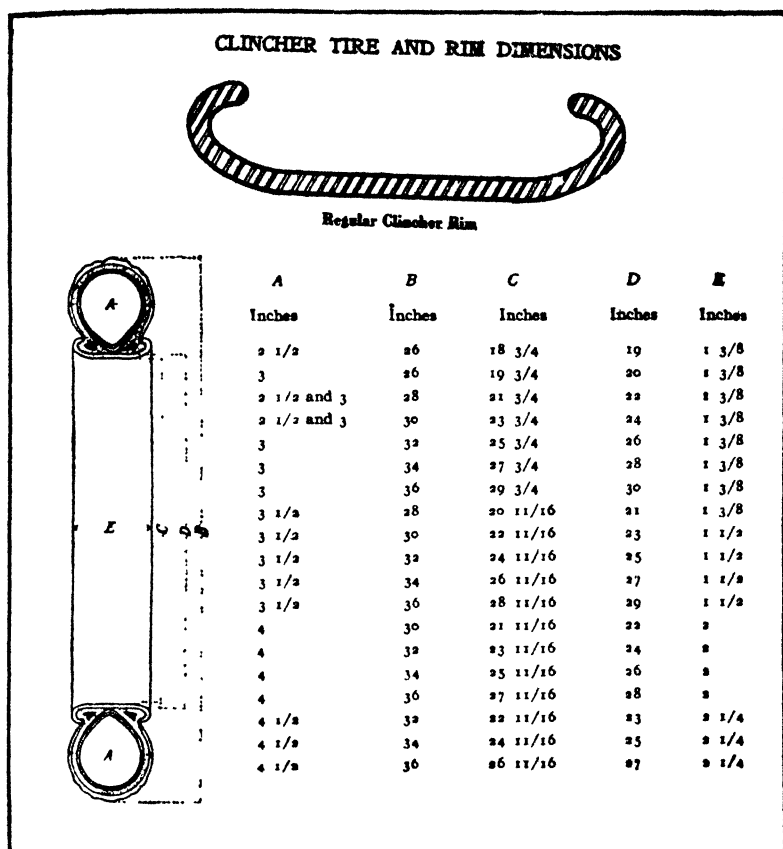 CLINCHER TIRE AND RIM DIMENSIONS
Regular Clincher Rim
A B C D E
Inches Inches Inches Inches Inches
2 1/2 26 18 3/4 19 1 3/8
3 26 19 3/4 20 1 3/8
2 1/2 and 3 28 21 3/4 22 1 3/8
2 1/2 and 3 30 23 3/4 24 1 3/8
3 32 25 3/4 26 1 3/8
3 34 27 3/4 28 1 3/8
3 36 29 3/4 30 1 3/8
3 1/2 28 20 11/16 21 1 3/8
3 1/2 30 22 11/16 23 1 1/2
3 1/2 32 24 11/16 25 1 1/2
3 1/2 34 26 11/16 27 1 1/2
3 1/2 36 28 11/16 29 1 1/2
4 30 21 11/16 22 2
4 32 23 11/16 24 2
4 34 25 11/16 26 2
4 36 27 11/16 28 2
4 1/2 32 22 11/16 23 2 1/4
4 1/2 34 24 11/16 25 2 1/4
4 1/2 36 26 11/16 27 2 1/4
A
E C D B
A